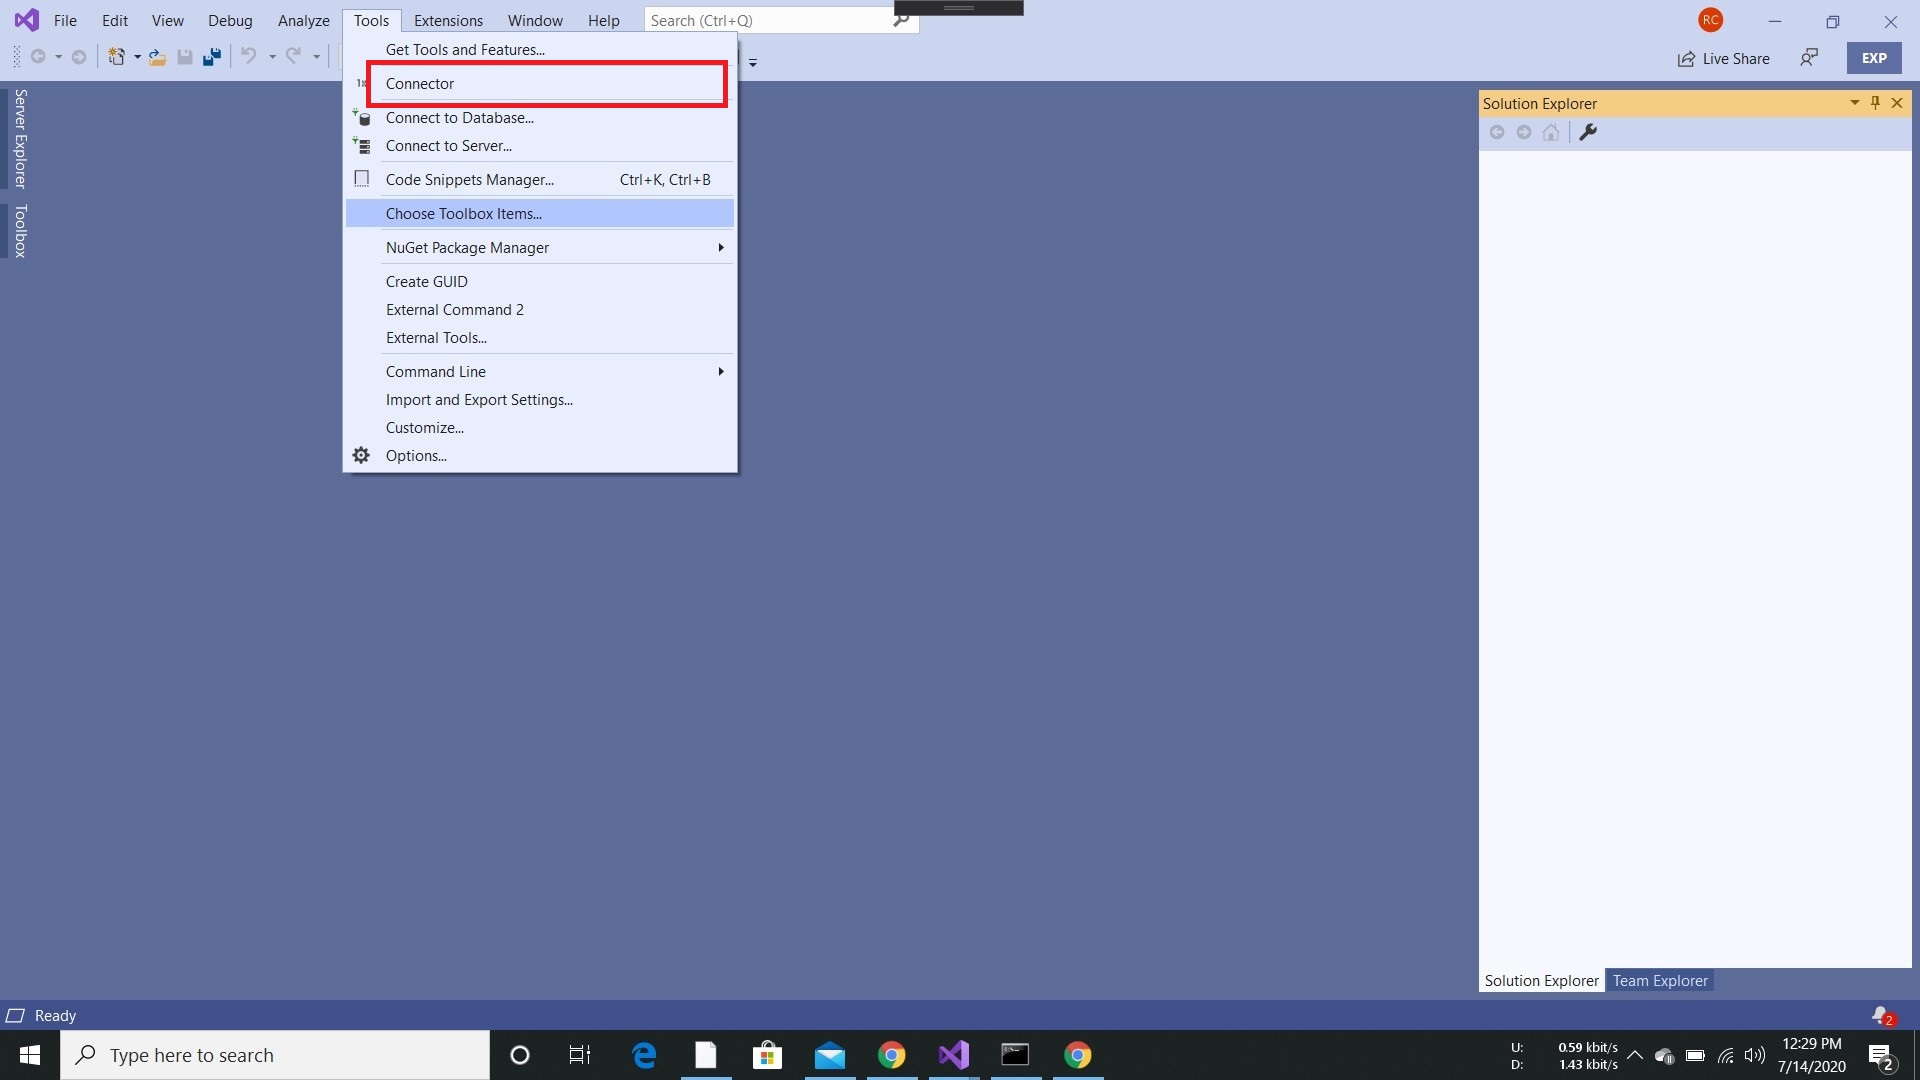 File Edit View Debug Analyze Tools Extensions Window Help Search (Ctrl+Q)
RC
Live Share
EXP
Server Explorer
Toolbox
Get Tools and Features...
Connector
Connect to Database...
Connect to Server...
Code Snippets Manager... Ctrl+K, Ctrl+B
Choose Toolbox Items...
NuGet Package Manager
Create GUID
External Command 2
External Tools...
Command Line
Import and Export Settings...
Customize...
Options...
Solution Explorer
Solution Explorer Team Explorer
Ready
2
Type here to search
U: 0.59 kbit/s
D: 1.43 kbit/s
12:29 PM
7/14/2020
2